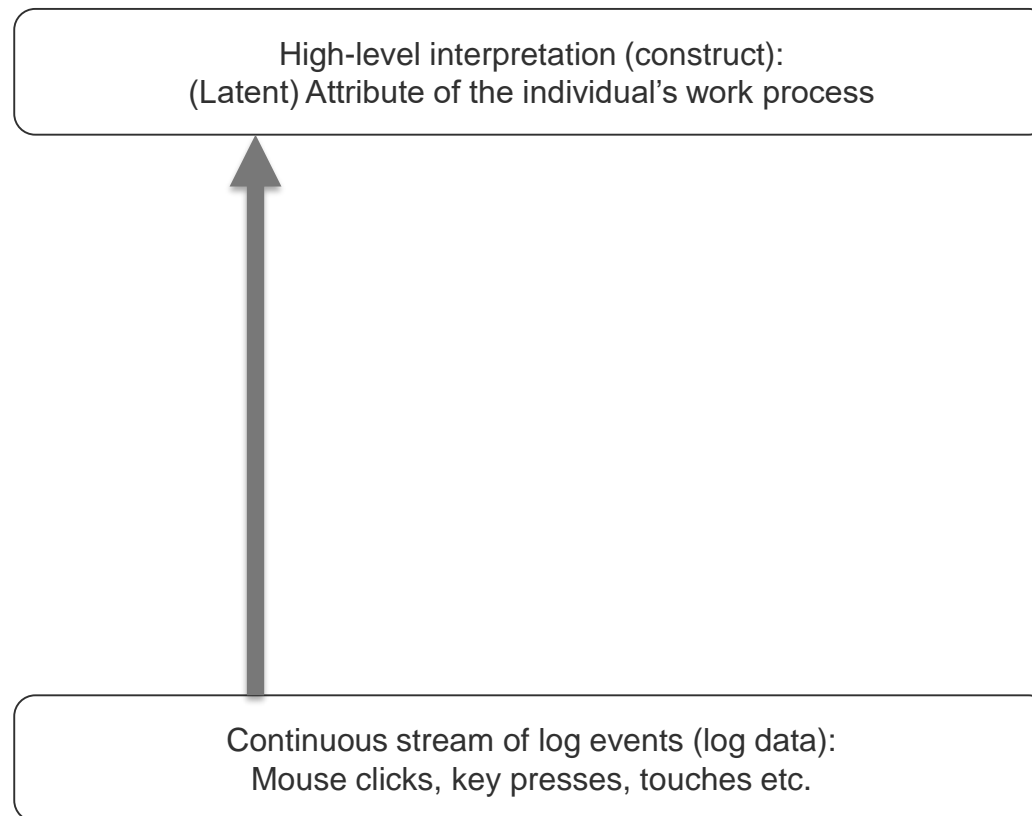 High-level interpretation (construct):
(Latent) Attribute of the individual’s work process
Continuous stream of log events (log data):
Mouse clicks, key presses, touches etc.